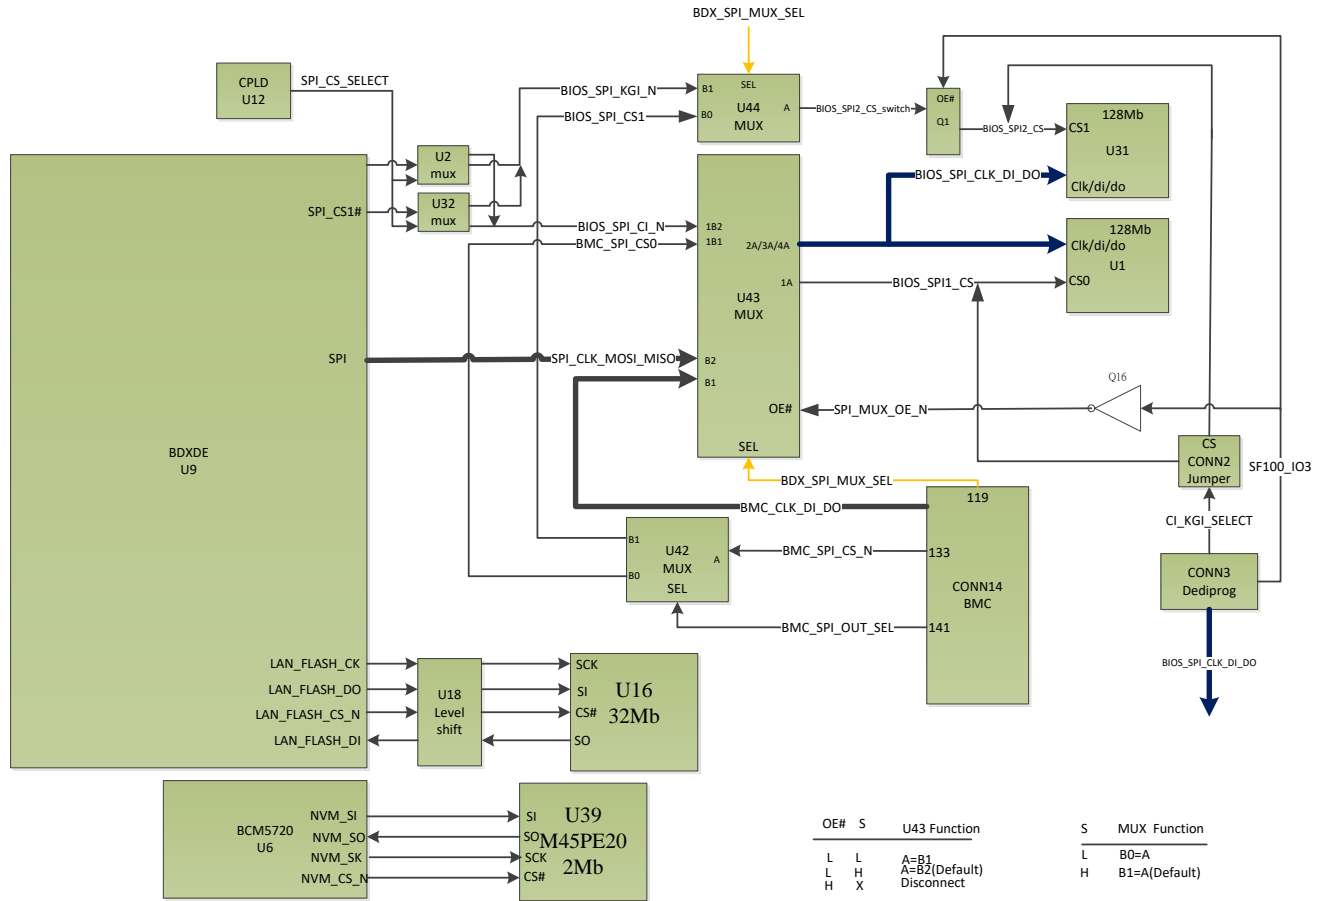 BDX_SPI_MUX_SEL
CPLD
U12
SPI_CS_SELECT
BIOS_SPI_KGI_N
BIOS_SPI_CS1
SEL
B1
B0
U44
MUX
A
BIOS_SPI2_CS_switch
OE#
Q1
BIOS_SPI2_CS
128Mb
CS1
U31
Clk/di/do
U2
mux
U32
mux
SPI_CS1#
BIOS_SPI_CI_N
BMC_SPI_CS0
1B2
1B1
2A/3A/4A
1A
U43
MUX
B2
B1
OE#
SEL
BIOS_SPI_CLK_DI_DO
128Mb
Clk/di/do
U1
CS0
BIOS_SPI1_CS
SPI
SPI_CLK_MOSI_MISO
BDXDE
U9
SPI_MUX_OE_N
Q16
CS
CONN2
Jumper
SF100_IO3
CI_KGI_SELECT
CONN3
Dediprog
BIOS_SPI_CLK_DI_DO
BDX_SPI_MUX_SEL
BMC_CLK_DI_DO
BMC_SPI_CS_N
BMC_SPI_OUT_SEL
119
133
CONN14
BMC
141
B1
B0
U42
MUX
SEL
A
LAN_FLASH_CK
LAN_FLASH_DO
LAN_FLASH_CS_N
LAN_FLASH_DI
U18
Level
shift
SCK
SI
CS#
SO
U16
32Mb
BCM5720
U6
NVM_SI
NVM_SO
NVM_SK
NVM_CS_N
SI
SO
SCK
CS#
U39
M45PE20
2Mb
OE# S U43 Function
L L A=B1
L H A=B2(Default)
H X Disconnect
S MUX Function
L B0=A
H B1=A(Default)